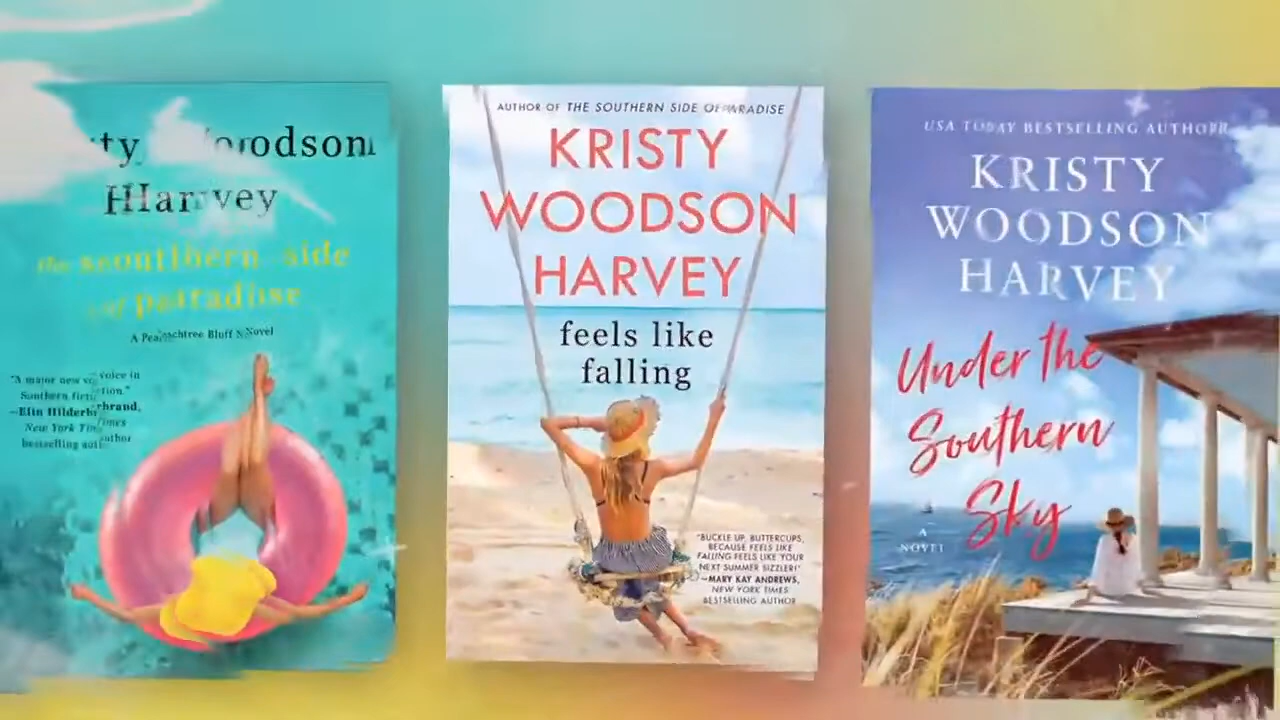 Harvey
A Peachtree Bluff Novel
"A major new voice in
Southern fiction."
—Elin Hilderbrand,
New York Times
bestselling author
AUTHOR OF THE SOUTHERN SIDE OF PARADISE
KRISTY
WOODSON
HARVEY
feels like
falling
"BUCKLE UP, BUTTERCUPS,
BECAUSE FEELS LIKE
FALLING FEELS LIKE YOUR
NEXT SUMMER SIZZLER!"
—MARY KAY ANDREWS,
NEW YORK TIMES
BESTSELLING AUTHOR
USA TODAY BESTSELLING AUTHOR
KRISTY
WOODSON
HARVEY
Under the
Southern
Sky
A
NOVEL